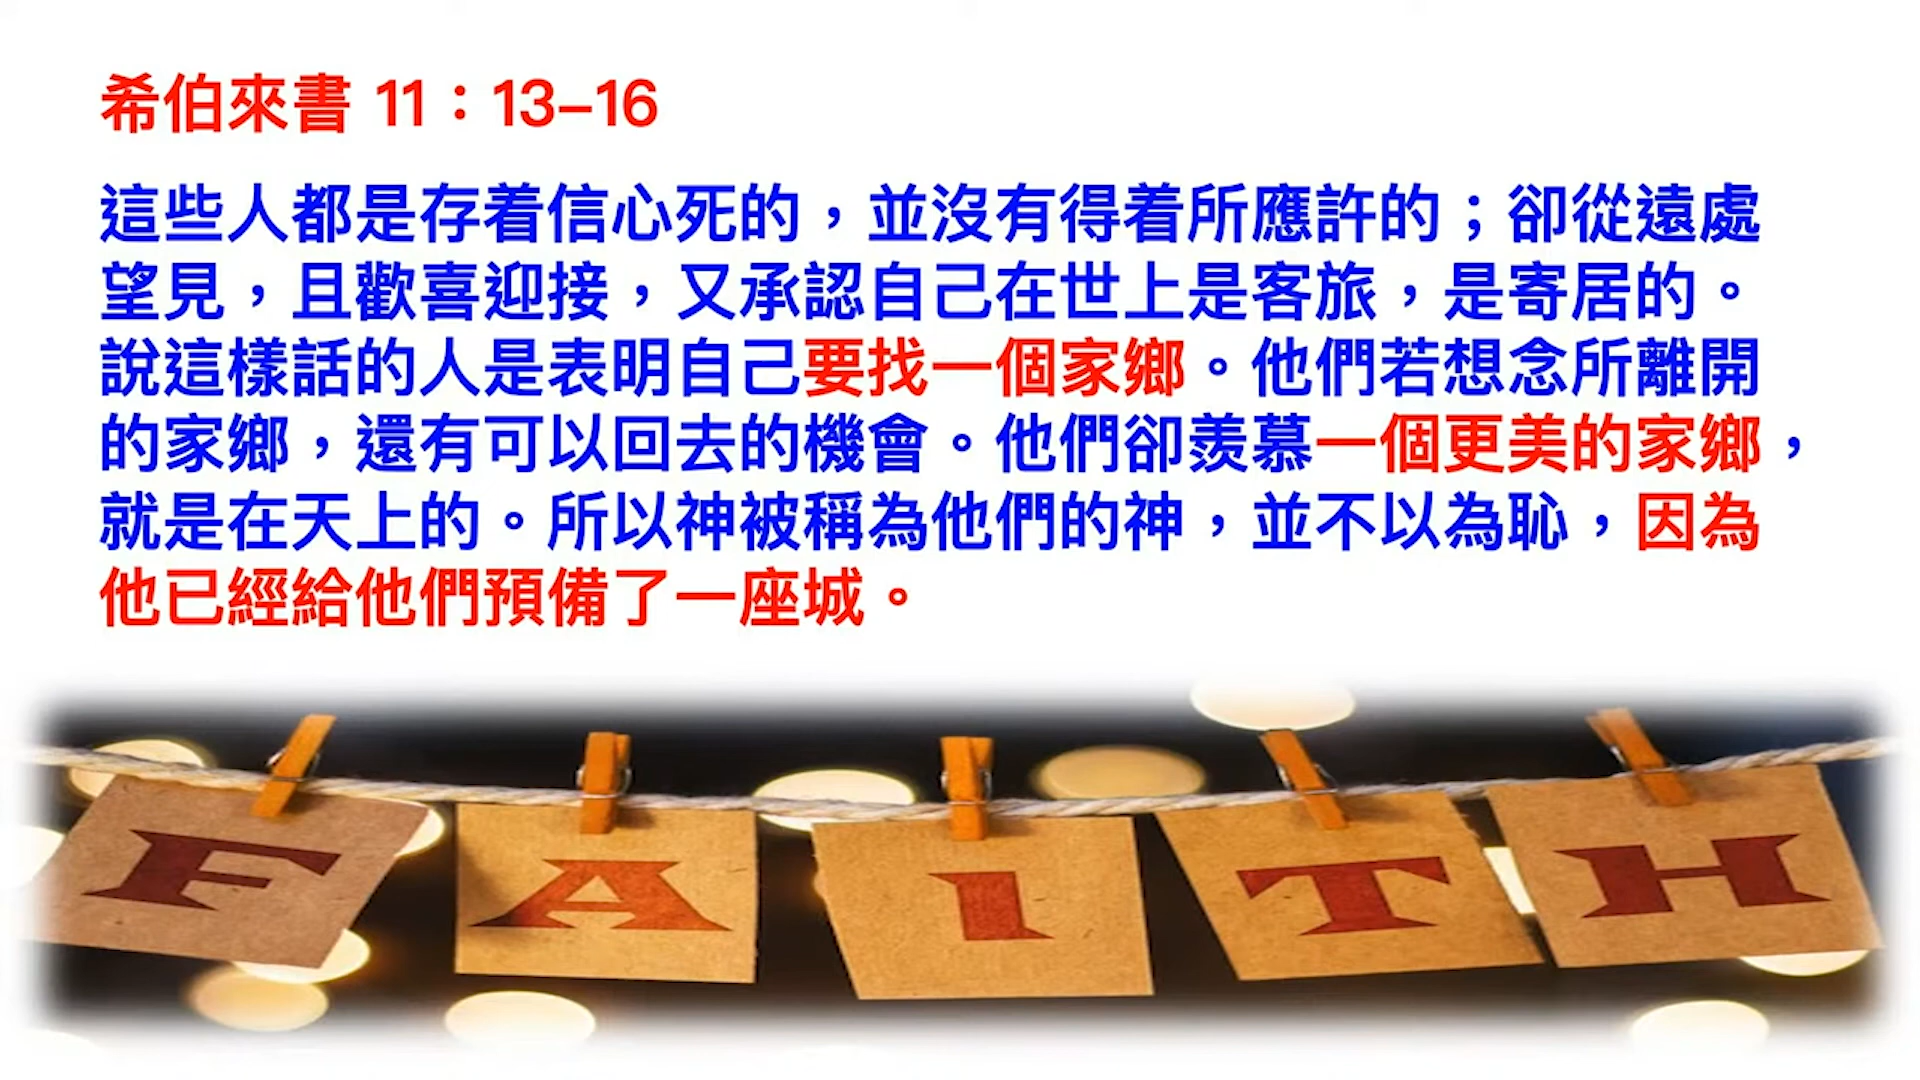 希伯來書 11：13–16
這些人都是存着信心死的，並沒有得着所應許的；卻從遠處
望見，且歡喜迎接，又承認自己在世上是客旅，是寄居的。
說這樣話的人是表明自己要找一個家鄉。他們若想念所離開
的家鄉，還有可以回去的機會。他們卻羨慕一個更美的家鄉，
就是在天上的。所以神被稱為他們的神，並不以為恥，因為
他已經給他們預備了一座城。
FAITH